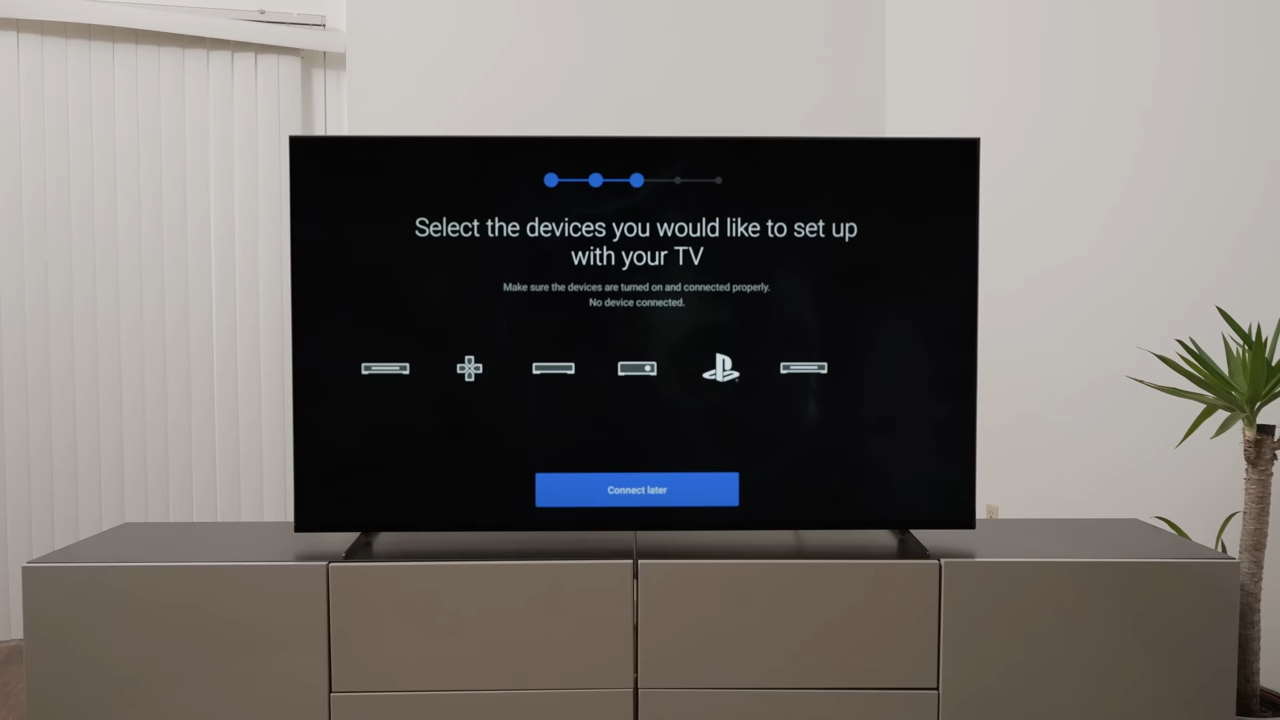 Select the devices you would like to set up
with your TV
Make sure the devices are turned on and connected properly.
No device connected.
Connect later